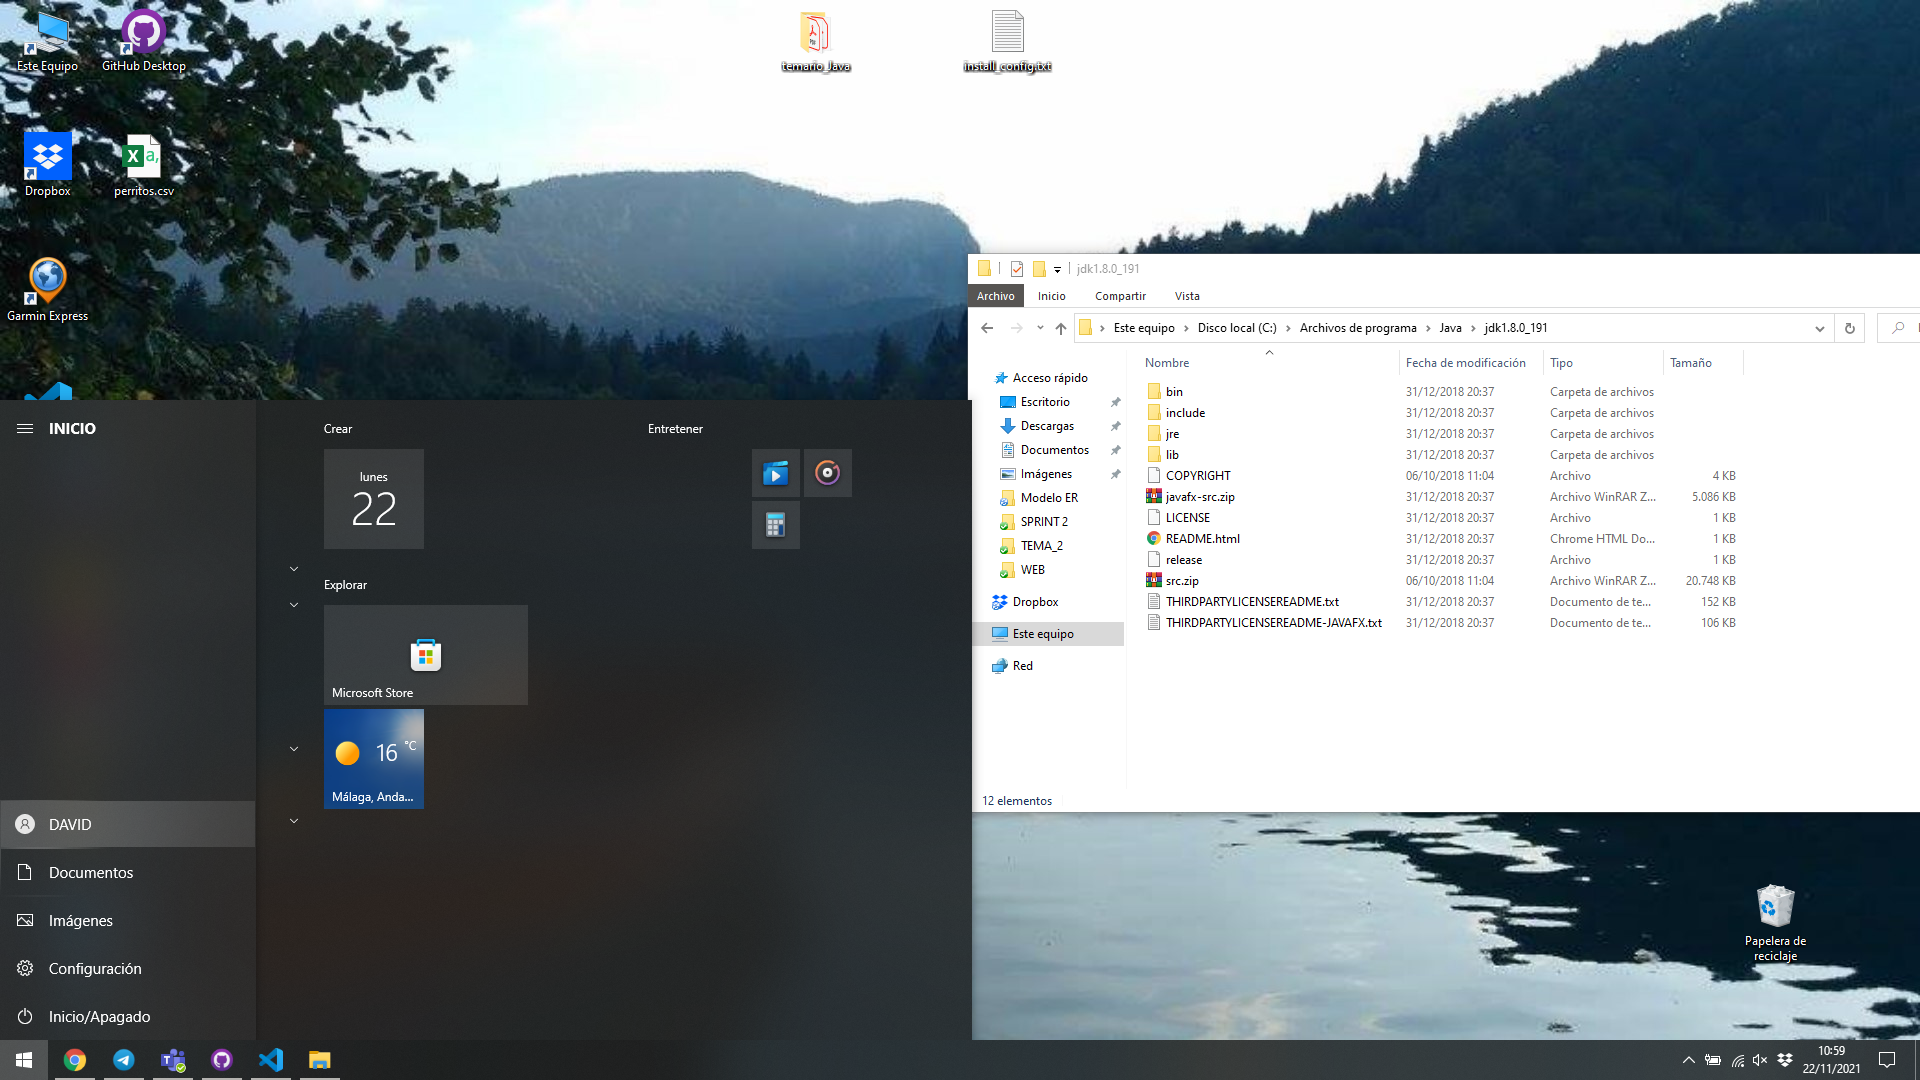 Este Equipo
GitHub Desktop
temario_Java
install_config.txt
Dropbox
perritos.csv
Garmin Express
jdk1.8.0_191
Archivo
Inicio
Compartir
Vista
Este equipo
Disco local (C:)
Archivos de programa
Java
jdk1.8.0_191
Nombre
Fecha de modificación
Tipo
Tamaño
Acceso rápido
Escritorio
Descargas
Documentos
Imágenes
Modelo ER
SPRINT 2
TEMA_2
WEB
Dropbox
Este equipo
Red
bin 31/12/2018 20:37 Carpeta de archivos
include 31/12/2018 20:37 Carpeta de archivos
jre 31/12/2018 20:37 Carpeta de archivos
lib 31/12/2018 20:37 Carpeta de archivos
COPYRIGHT 06/10/2018 11:04 Archivo 4 KB
javafx-src.zip 31/12/2018 20:37 Archivo WinRAR Z... 5.086 KB
LICENSE 31/12/2018 20:37 Archivo 1 KB
README.html 31/12/2018 20:37 Chrome HTML Do... 1 KB
release 31/12/2018 20:37 Archivo 1 KB
src.zip 06/10/2018 11:04 Archivo WinRAR Z... 20.748 KB
THIRDPARTYLICENSEREADME.txt 31/12/2018 20:37 Documento de te... 152 KB
THIRDPARTYLICENSEREADME-JAVAFX.txt 31/12/2018 20:37 Documento de te... 106 KB
12 elementos
INICIO
Crear
Entretener
lunes
22
Explorar
Microsoft Store
16 °C
Málaga, Anda...
DAVID
Documentos
Imágenes
Configuración
Inicio/Apagado
Papelera de
reciclaje
10:59
22/11/2021